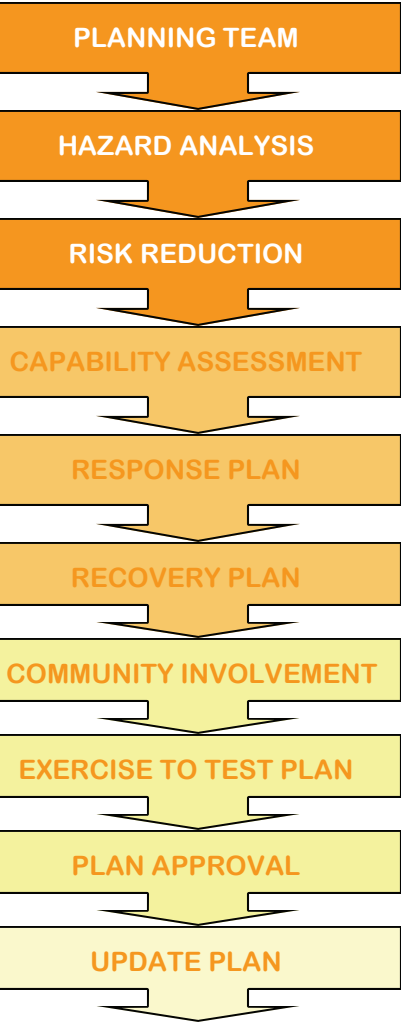 PLANNING TEAM
HAZARD ANALYSIS
RISK REDUCTION
CAPABILITY ASSESSMENT
RESPONSE PLAN
RECOVERY PLAN
COMMUNITY INVOLVEMENT
EXERCISE TO TEST PLAN
PLAN APPROVAL
UPDATE PLAN